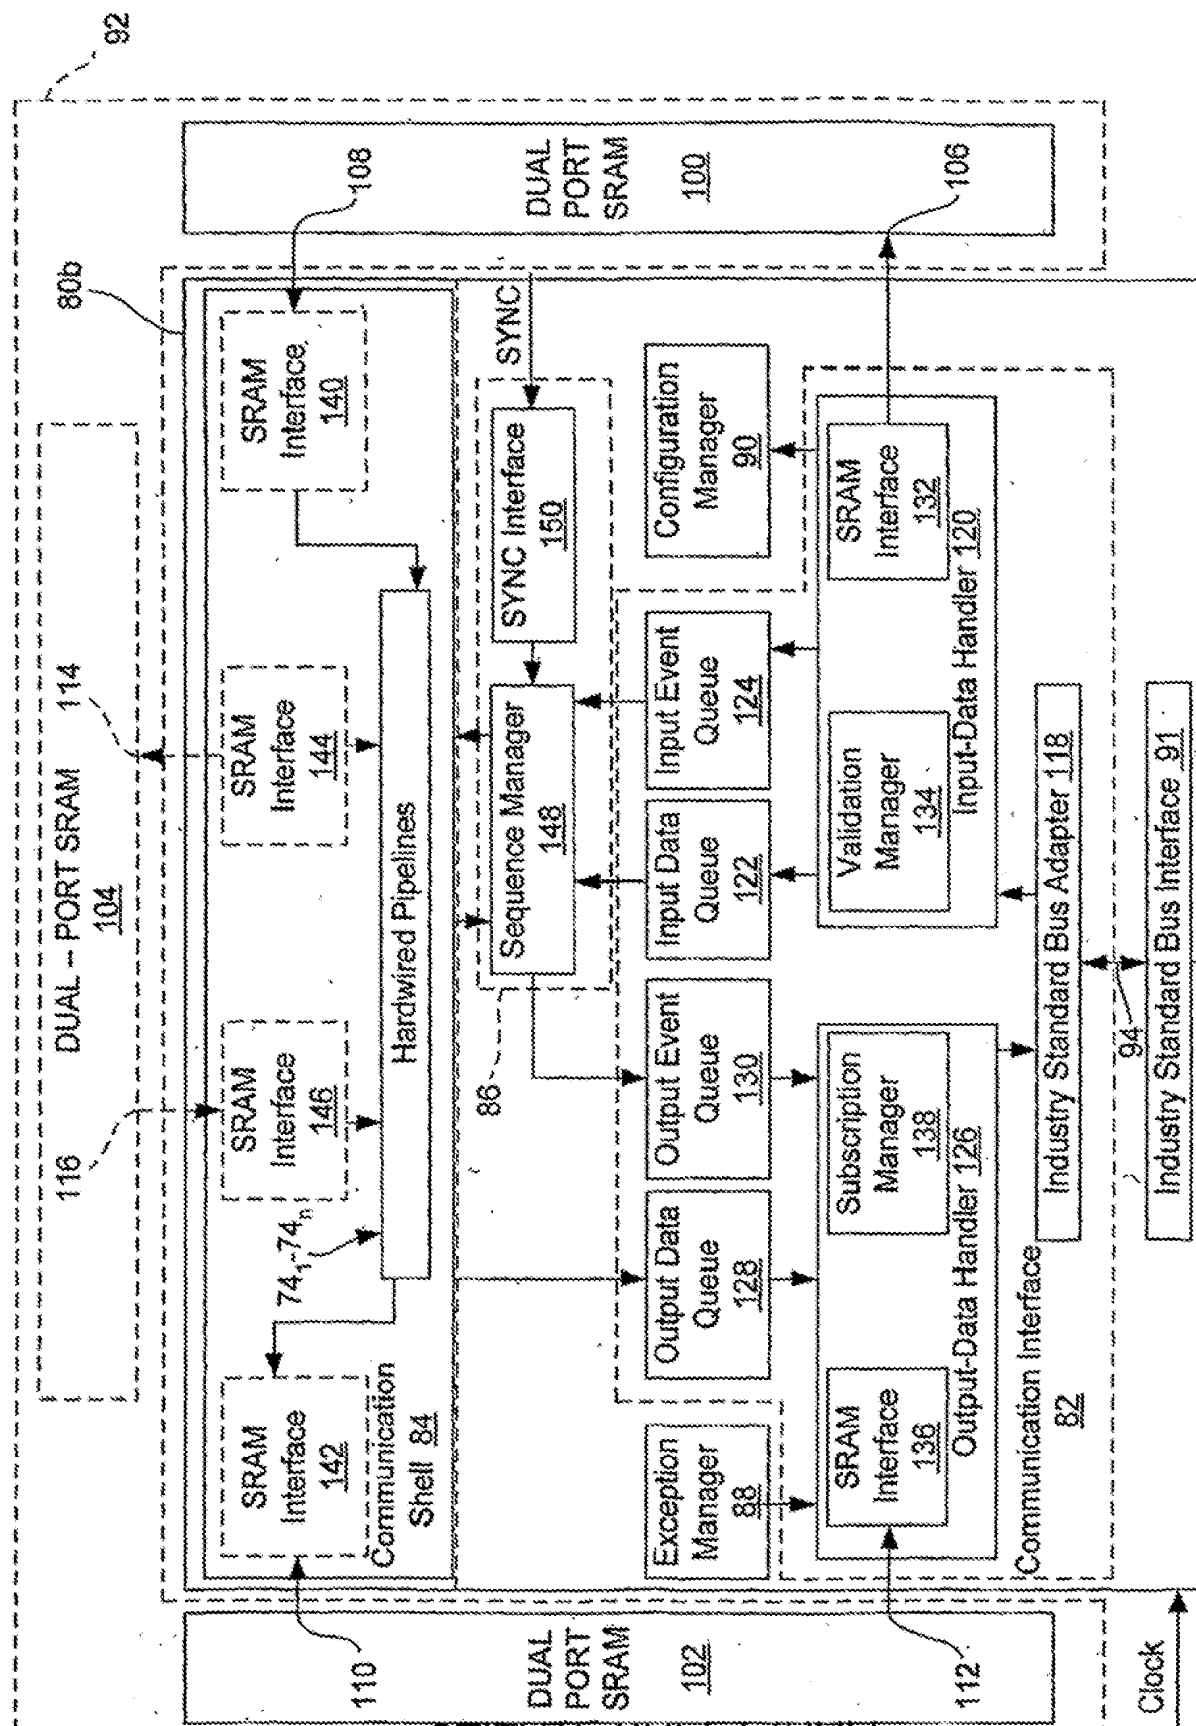 92
DUAL – PORT SRAM
104
116
114
80b
110
DUAL
PORT
SRAM
102
112
SRAM
Interface
142
SRAM
Interface
146
SRAM
Interface
144
SRAM
Interface
140
74₁-74ₙ
Hardwired Pipelines
Communication
Shell 84
108
DUAL
PORT
SRAM
100
106
86
Sequence Manager
148
SYNC Interface
150
SYNC
Exception
Manager
88
Output Data
Queue
128
Output Event
Queue
130
Input Data
Queue
122
Input Event
Queue
124
Configuration
Manager
90
SRAM
Interface
136
Subscription
Manager
138
Output-Data Handler 126
Validation
Manager
134
SRAM
Interface
132
Input-Data Handler 120
Communication Interface
82
Industry Standard Bus Adapter 118
94
Industry Standard Bus Interface 91
Clock